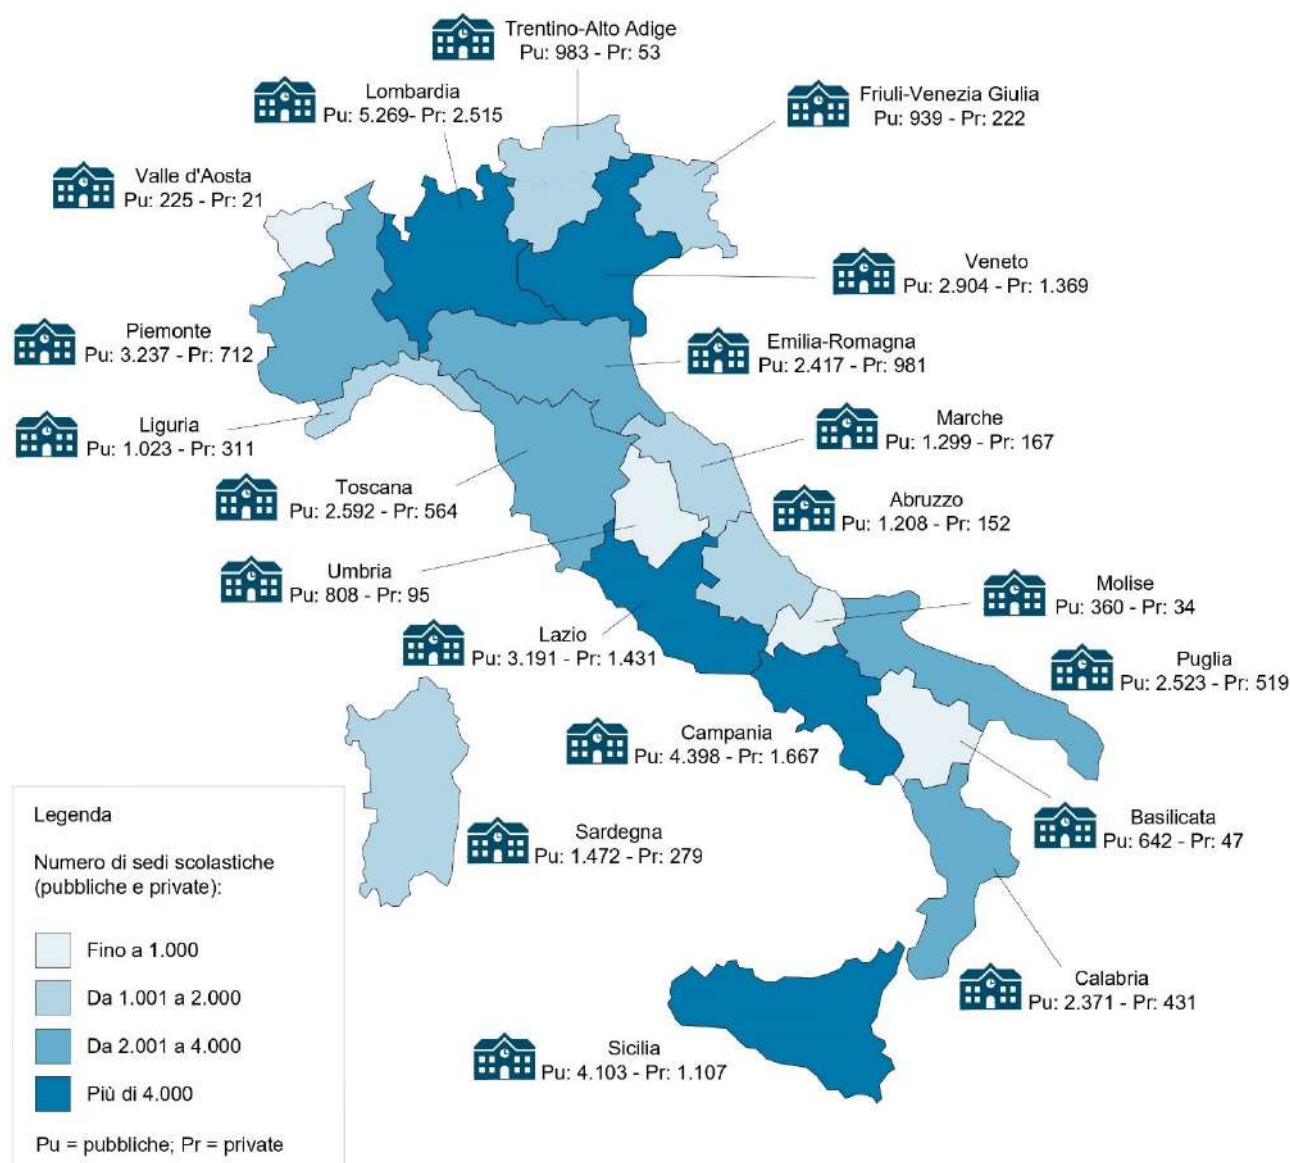 Trentino-Alto Adige
Pu: 983 - Pr: 53
Lombardia
Pu: 5.269- Pr: 2.515
Friuli-Venezia Giulia
Pu: 939 - Pr: 222
Valle d'Aosta
Pu: 225 - Pr: 21
Veneto
Pu: 2.904 - Pr: 1.369
Piemonte
Pu: 3.237 - Pr: 712
Emilia-Romagna
Pu: 2.417 - Pr: 981
Liguria
Pu: 1.023 - Pr: 311
Marche
Pu: 1.299 - Pr: 167
Toscana
Pu: 2.592 - Pr: 564
Abruzzo
Pu: 1.208 - Pr: 152
Umbria
Pu: 808 - Pr: 95
Molise
Pu: 360 - Pr: 34
Lazio
Pu: 3.191 - Pr: 1.431
Puglia
Pu: 2.523 - Pr: 519
Campania
Pu: 4.398 - Pr: 1.667
Basilicata
Pu: 642 - Pr: 47
Sardegna
Pu: 1.472 - Pr: 279
Calabria
Pu: 2.371 - Pr: 431
Sicilia
Pu: 4.103 - Pr: 1.107
Legenda
Numero di sedi scolastiche
(pubbliche e private):
Fino a 1.000
Da 1.001 a 2.000
Da 2.001 a 4.000
Più di 4.000
Pu = pubbliche; Pr = private